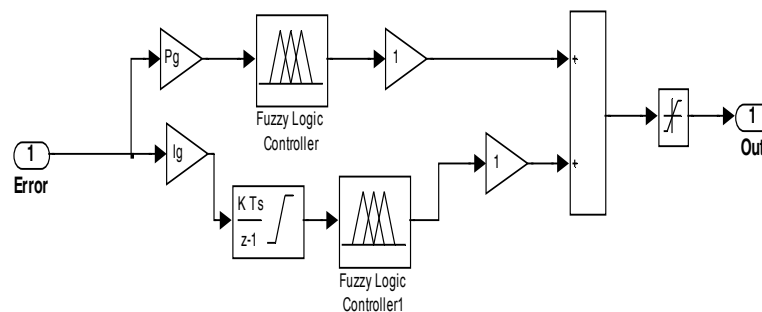 Pg
1
Fuzzy Logic
Controller
+
1
Out
1
Error
Ig
K Ts
z-1
Fuzzy Logic
Controller1
1
+